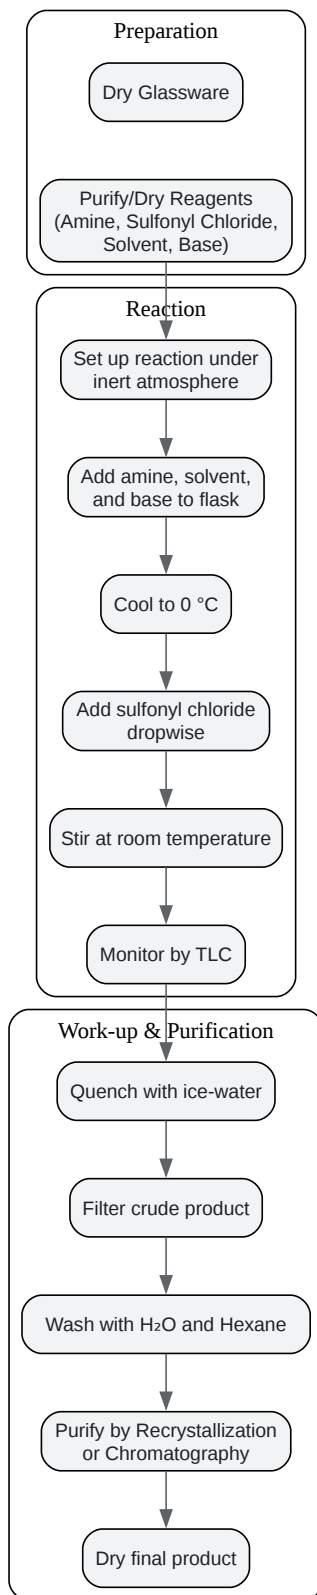 Preparation
Dry Glassware
Purify/Dry Reagents
(Amine, Sulfonyl Chloride,
Solvent, Base)
Reaction
Set up reaction under
inert atmosphere
Add amine, solvent,
and base to flask
Cool to 0 °C
Add sulfonyl chloride
dropwise
Stir at room temperature
Monitor by TLC
Work-up & Purification
Quench with ice-water
Filter crude product
Wash with H₂O and Hexane
Purify by Recrystallization
or Chromatography
Dry final product